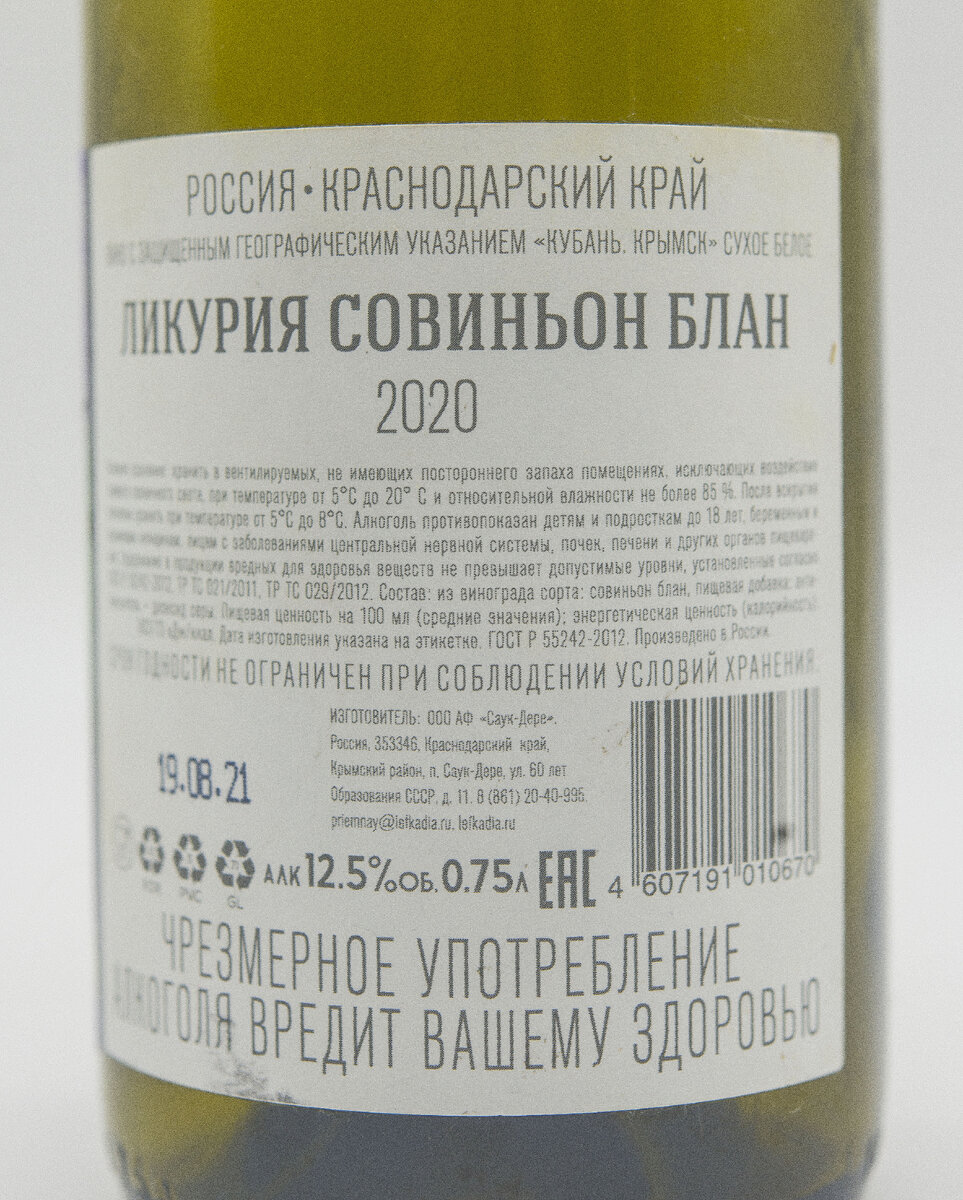 РОССИЯ • КРАСНОДАРСКИЙ КРАЙ
ЗАЩИЩЕННЫМ ГЕОГРАФИЧЕСКИМ УКАЗАНИЕМ «КУБАНЬ. КРЫМСК» СУХОЕ БЕЛОЕ
ЛИКУРИЯ СОВИНЬОН БЛАН
2020
хранить в вентилируемых, не имеющих постороннего запаха помещениях, исключающих воздействие
света, при температуре от 5°С до 20° С и относительной влажности не более 85 %. После вскрытия
хранить при температуре от 5°С до 8°С. Алкоголь противопоказан детям и подросткам до 18 лет, беременным и
лицам с заболеваниями центральной нервной системы, почек, печени и других органов
в продукции вредных для здоровья веществ не превышает допустимые уровни, установленные согласно
ТР ТС 021/2011, ТР ТС 029/2012. Состав: из винограда сорта: совиньон блан, пищевая добавка:
серы. Пищевая ценность на 100 мл (средние значения); энергетическая ценность (калорийность):
Дата изготовления указана на этикетке. ГОСТ Р 55242-2012. Произведено в России.
СРОК ГОДНОСТИ НЕ ОГРАНИЧЕН ПРИ СОБЛЮДЕНИИ УСЛОВИЙ ХРАНЕНИЯ.
ИЗГОТОВИТЕЛЬ: ООО АФ «Саук-Дере».
Россия, 353346, Краснодарский край,
Крымский район, п. Саук-Дере, ул. 60 лет
Образования СССР, д. 11. 8 (861) 20-40-995.
priemnay@lefkadia.ru. lefkadia.ru
19.08.21
PVC
GL
АЛК 12.5% ОБ. 0.75л EAC
4 607191 010670
ЧРЕЗМЕРНОЕ УПОТРЕБЛЕНИЕ
АЛКОГОЛЯ ВРЕДИТ ВАШЕМУ ЗДОРОВЬЮ